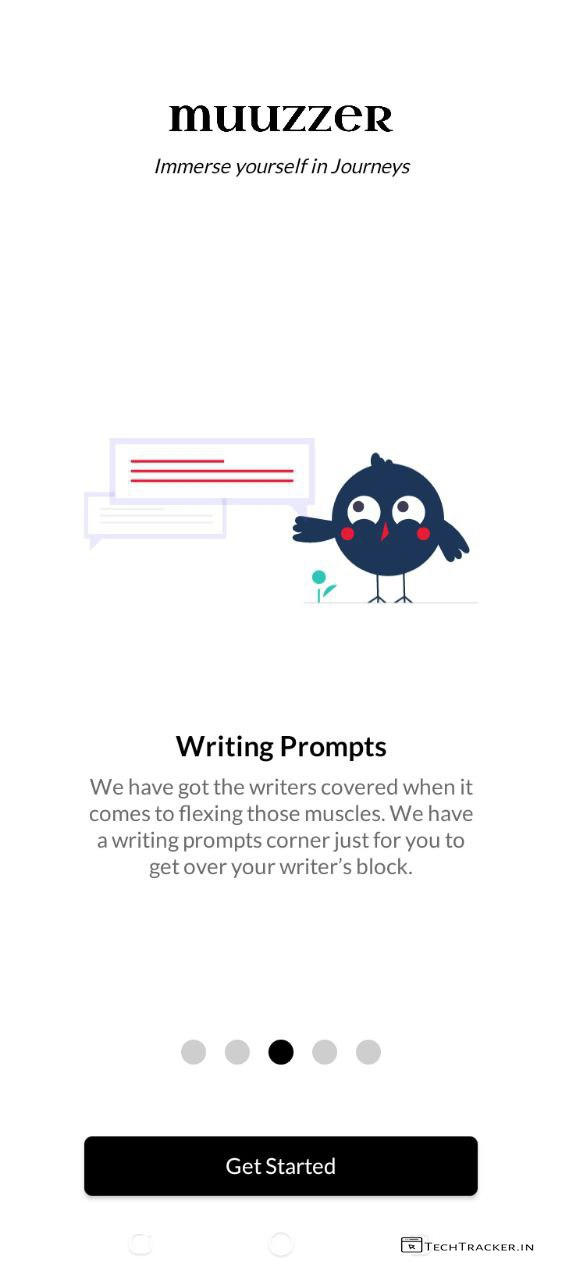 muuzzer
Immerse yourself in Journeys
Writing Prompts
We have got the writers covered when it
comes to flexing those muscles. We have
a writing prompts corner just for you to
get over your writer’s block.
Get Started
TECHTRACKER.IN